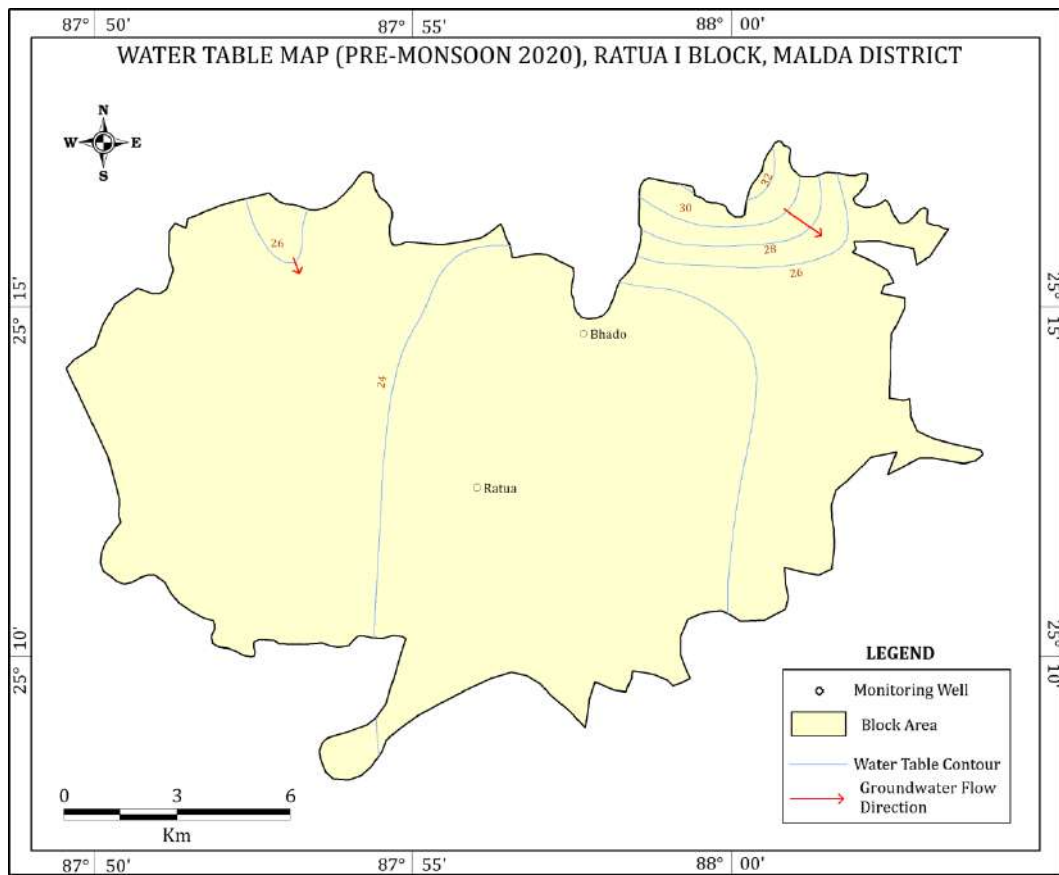 87° 50'
87° 55'
88° 00'
WATER TABLE MAP (PRE-MONSOON 2020), RATUA I BLOCK, MALDA DISTRICT
N
W E
S
32
30
26
28
26
25° 15'
25° 15'
Bhado
24
Ratua
25° 10'
25° 10'
LEGEND
Monitoring Well
Block Area
Water Table Contour
Groundwater Flow
Direction
0 3 6
Km
87° 50'
87° 55'
88° 00'